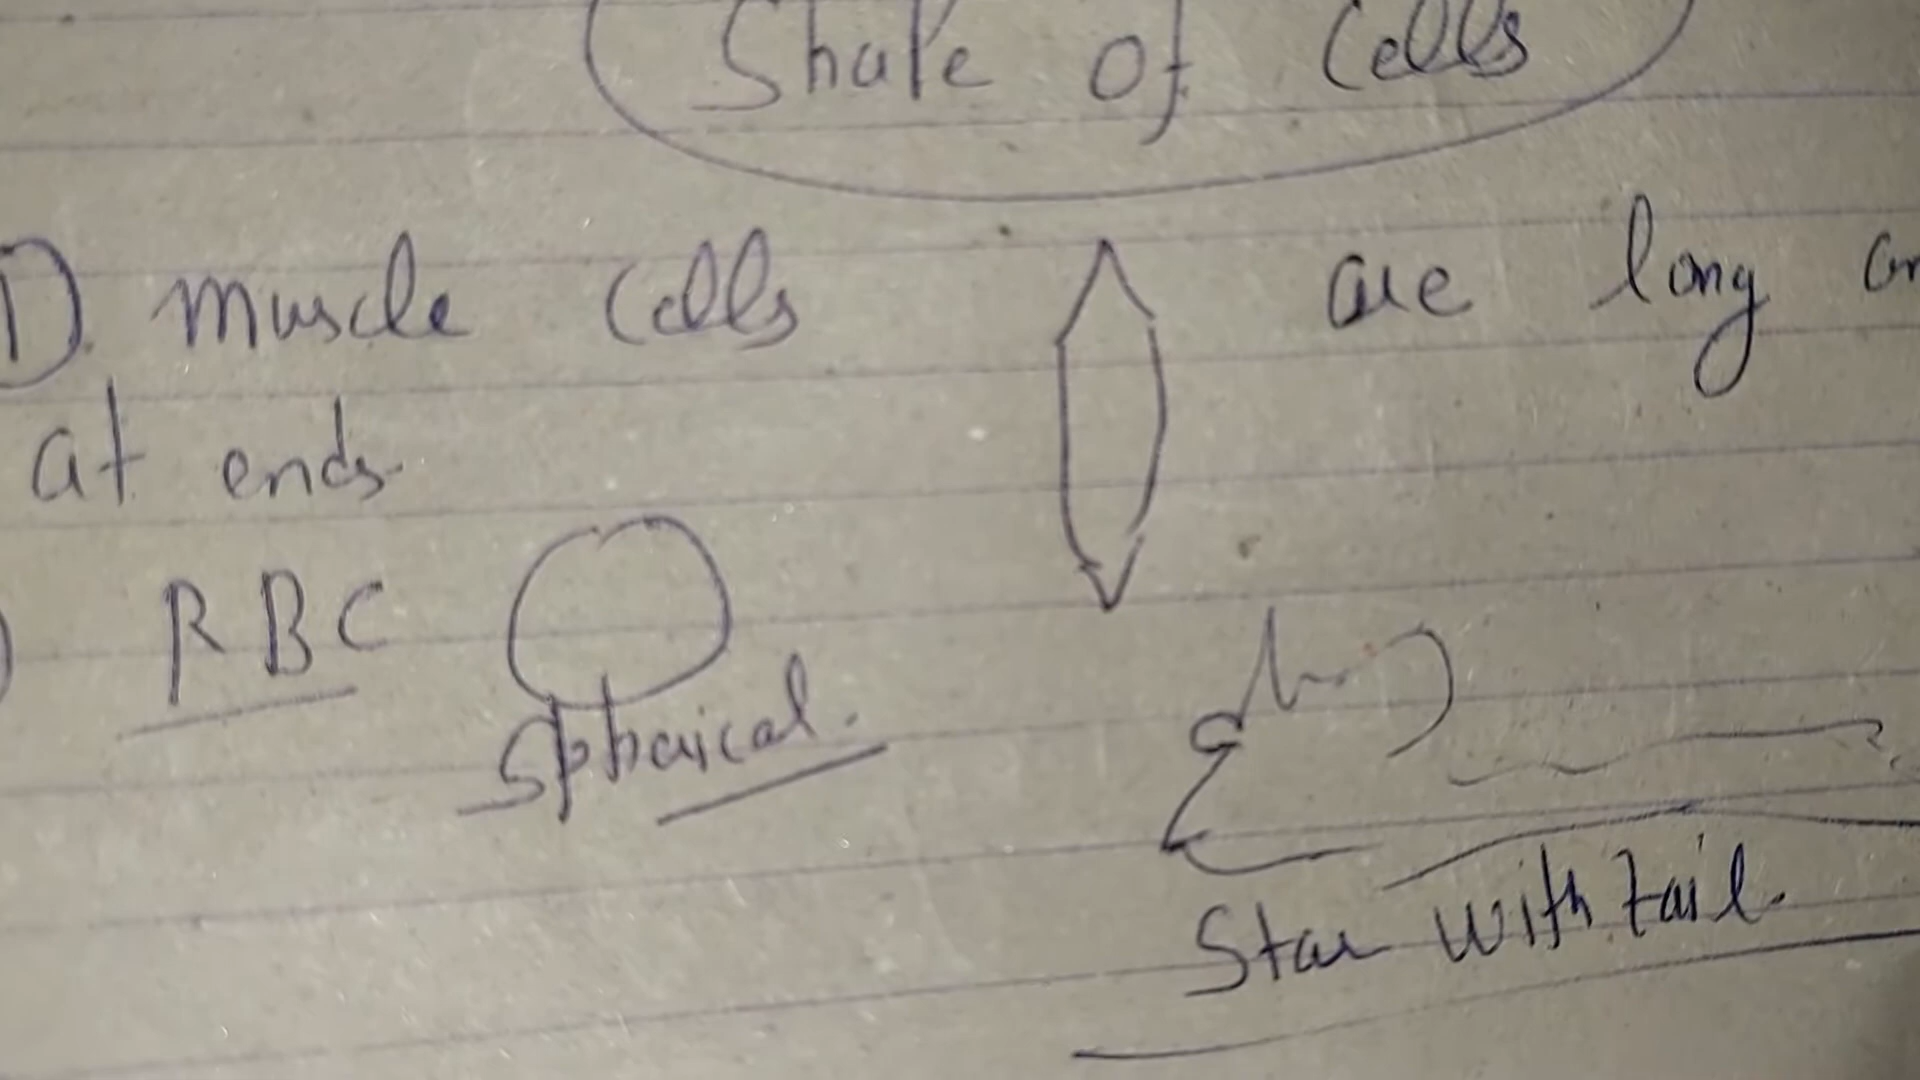 Shape of Cells
1) muscle cells are long
at ends
RBC
Spherical.
Star with tail.